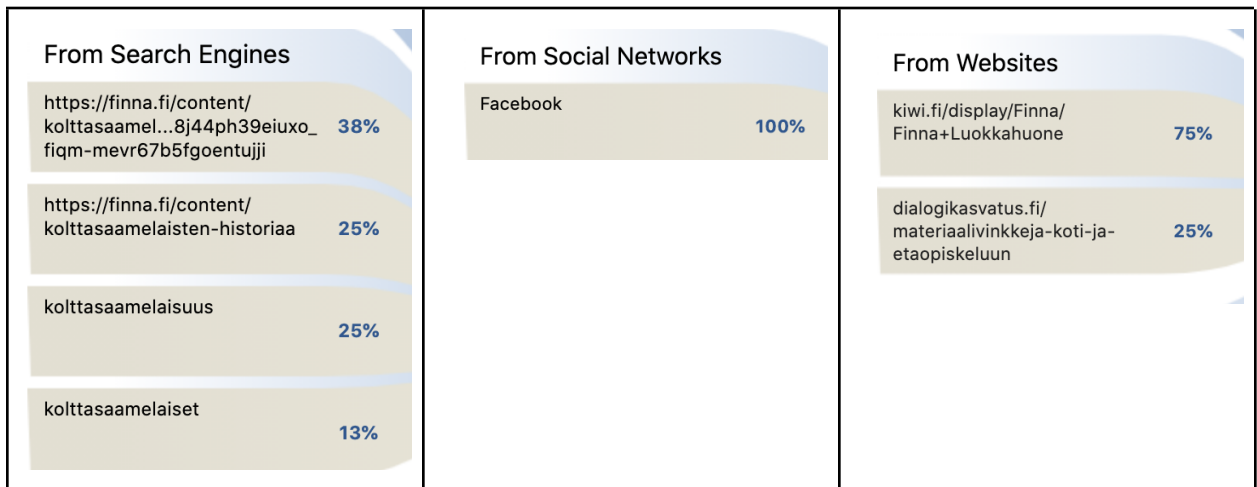 From Search Engines
https://finna.fi/content/
kolttasaamel...8j44ph39eiuxo_
fiqm-mevr67b5fgoentujji
38%
https://finna.fi/content/
kolttasaamelaisten-historiaa
25%
kolttasaamelaisuus
25%
kolttasaamelaiset
13%
From Social Networks
Facebook
100%
From Websites
kiwi.fi/display/Finna/
Finna+Luokkahuone
75%
dialogikasvatus.fi/
materiaalivinkkeja-koti-ja-
etaopiskeluun
25%